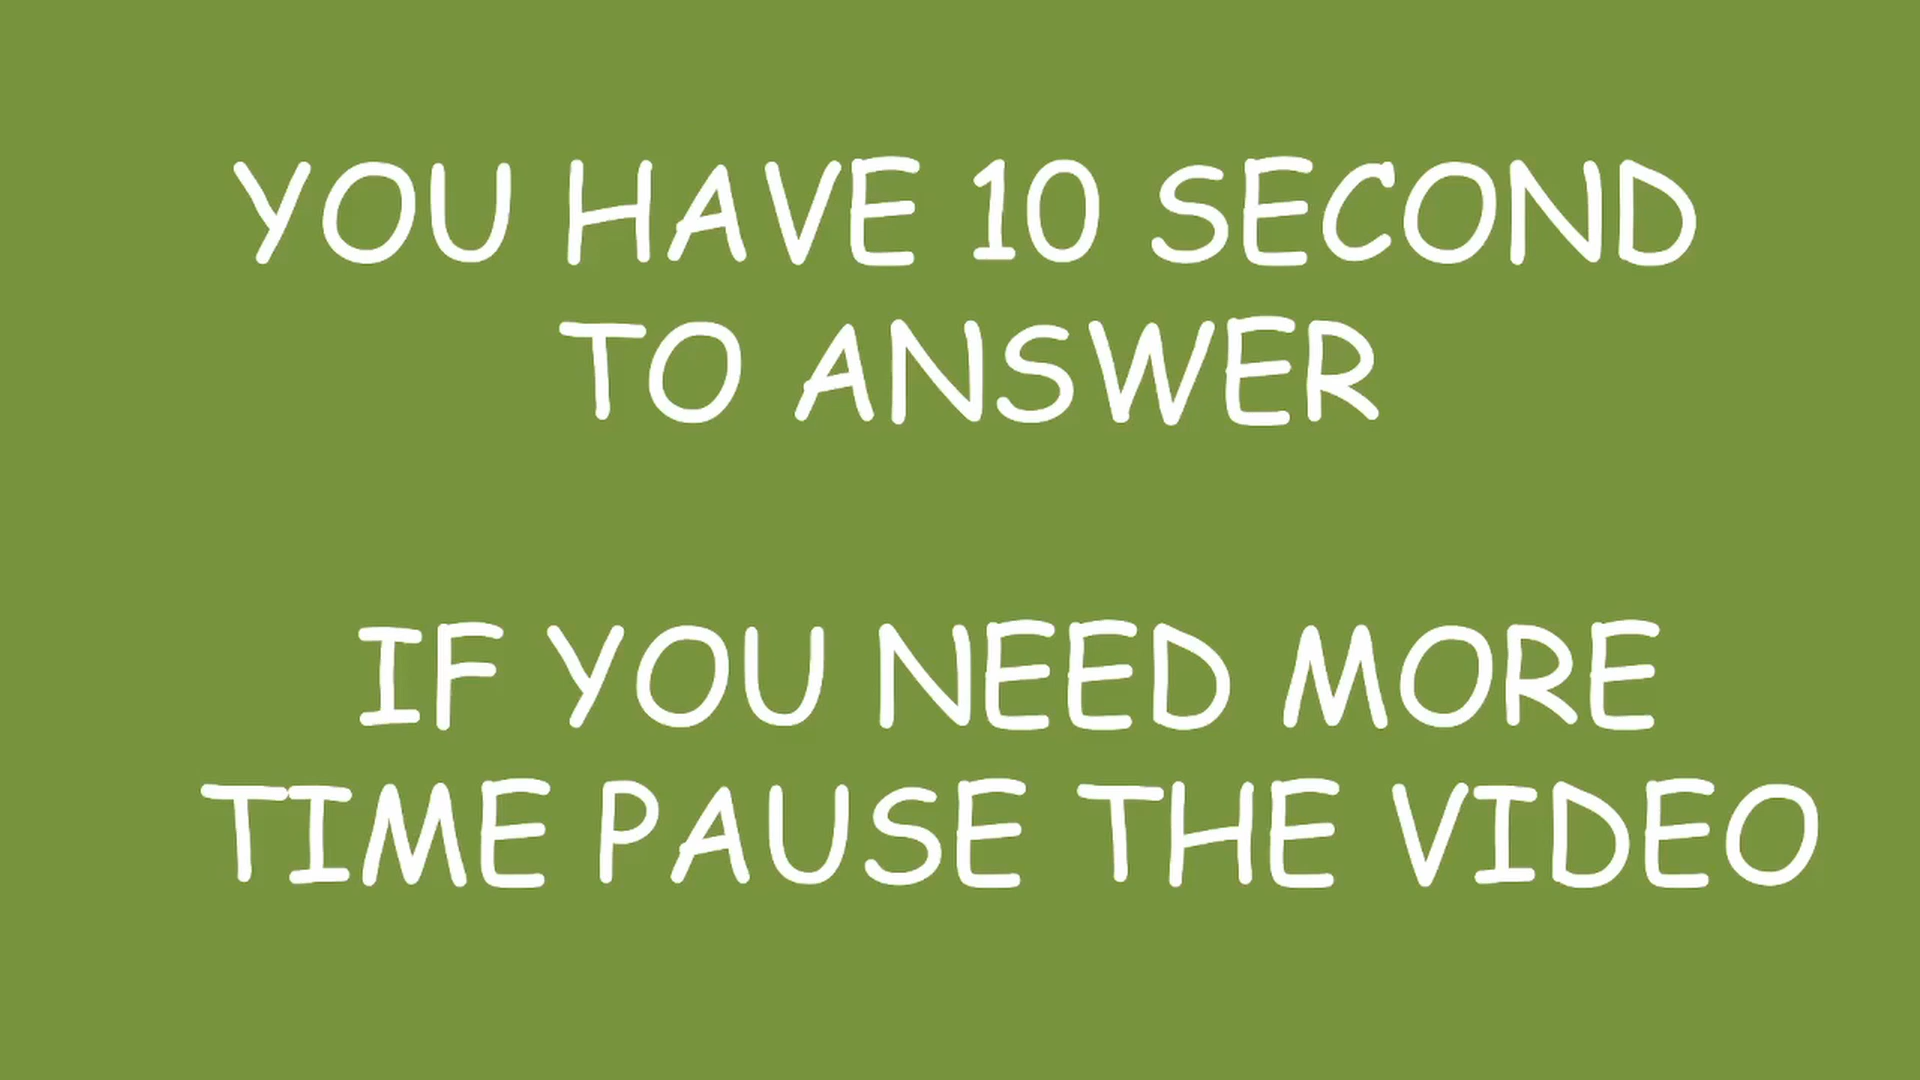 YOU HAVE 10 SECOND
TO ANSWER
IF YOU NEED MORE
TIME PAUSE THE VIDEO